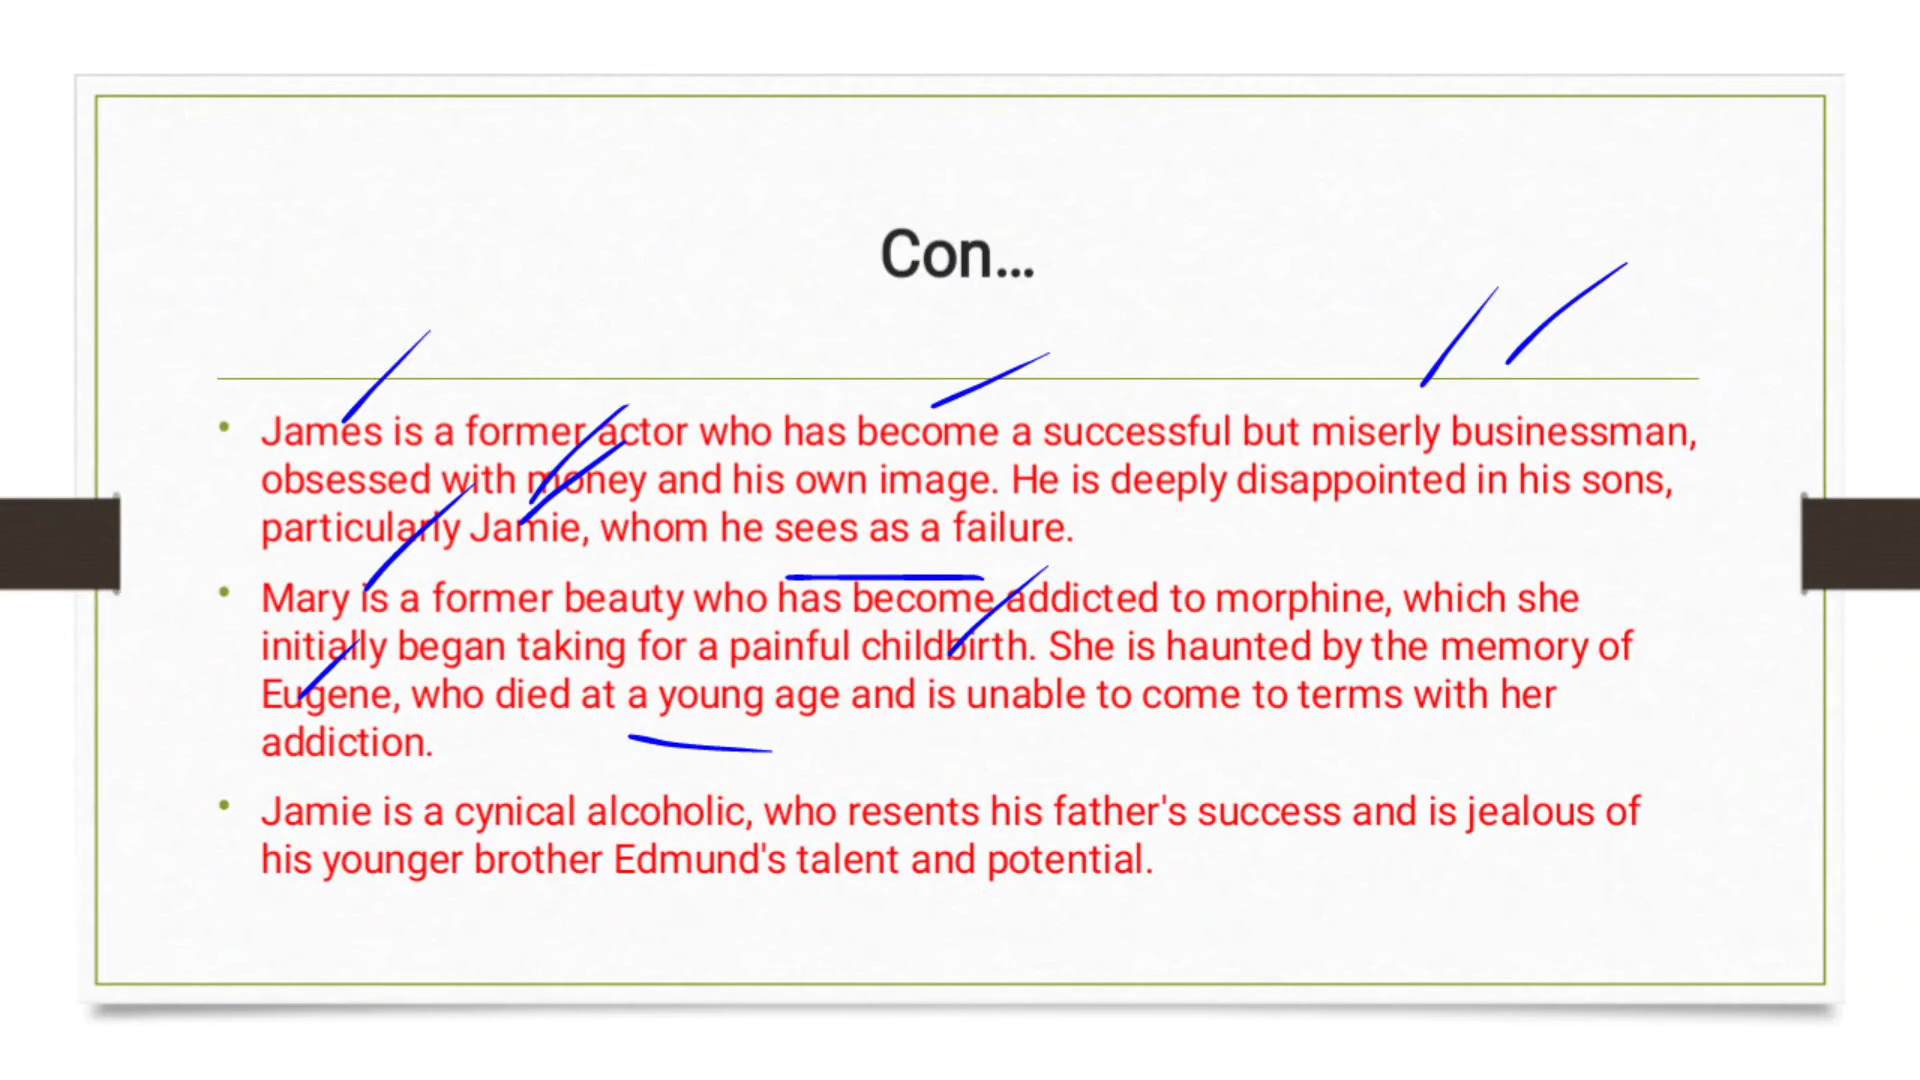 Con...
• James is a former actor who has become a successful but miserly businessman,
obsessed with money and his own image. He is deeply disappointed in his sons,
particularly Jamie, whom he sees as a failure.
• Mary is a former beauty who has become addicted to morphine, which she
initially began taking for a painful childbirth. She is haunted by the memory of
Eugene, who died at a young age and is unable to come to terms with her
addiction.
• Jamie is a cynical alcoholic, who resents his father's success and is jealous of
his younger brother Edmund's talent and potential.